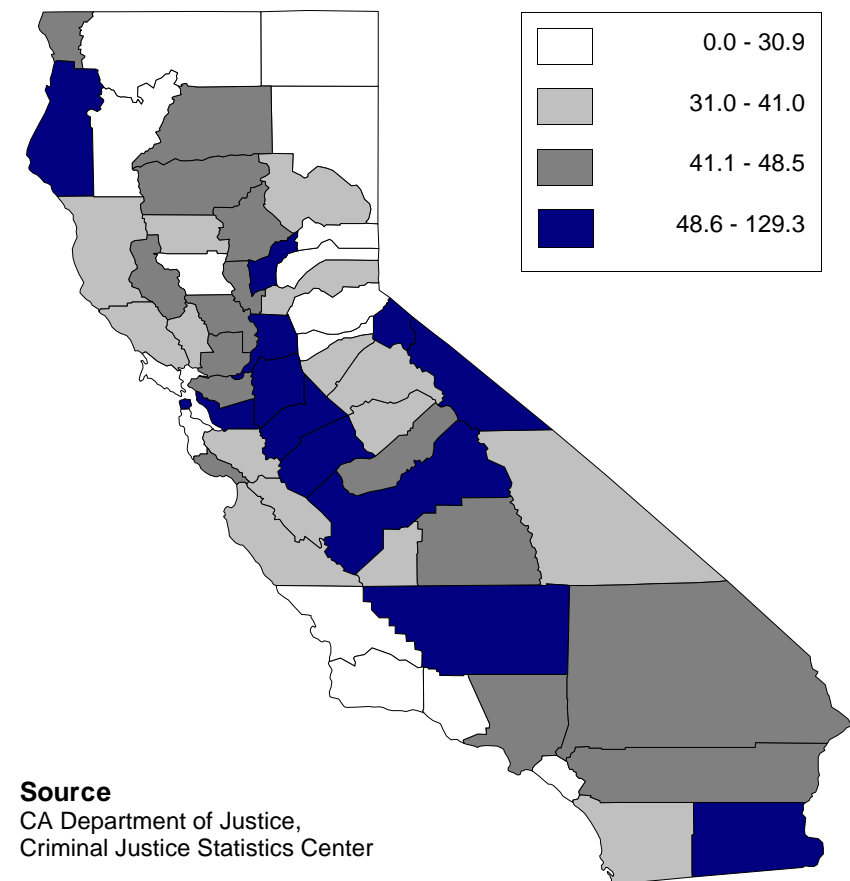 0.0 - 30.9
31.0 - 41.0
41.1 - 48.5
48.6 - 129.3
Source
CA Department of Justice,
Criminal Justice Statistics Center